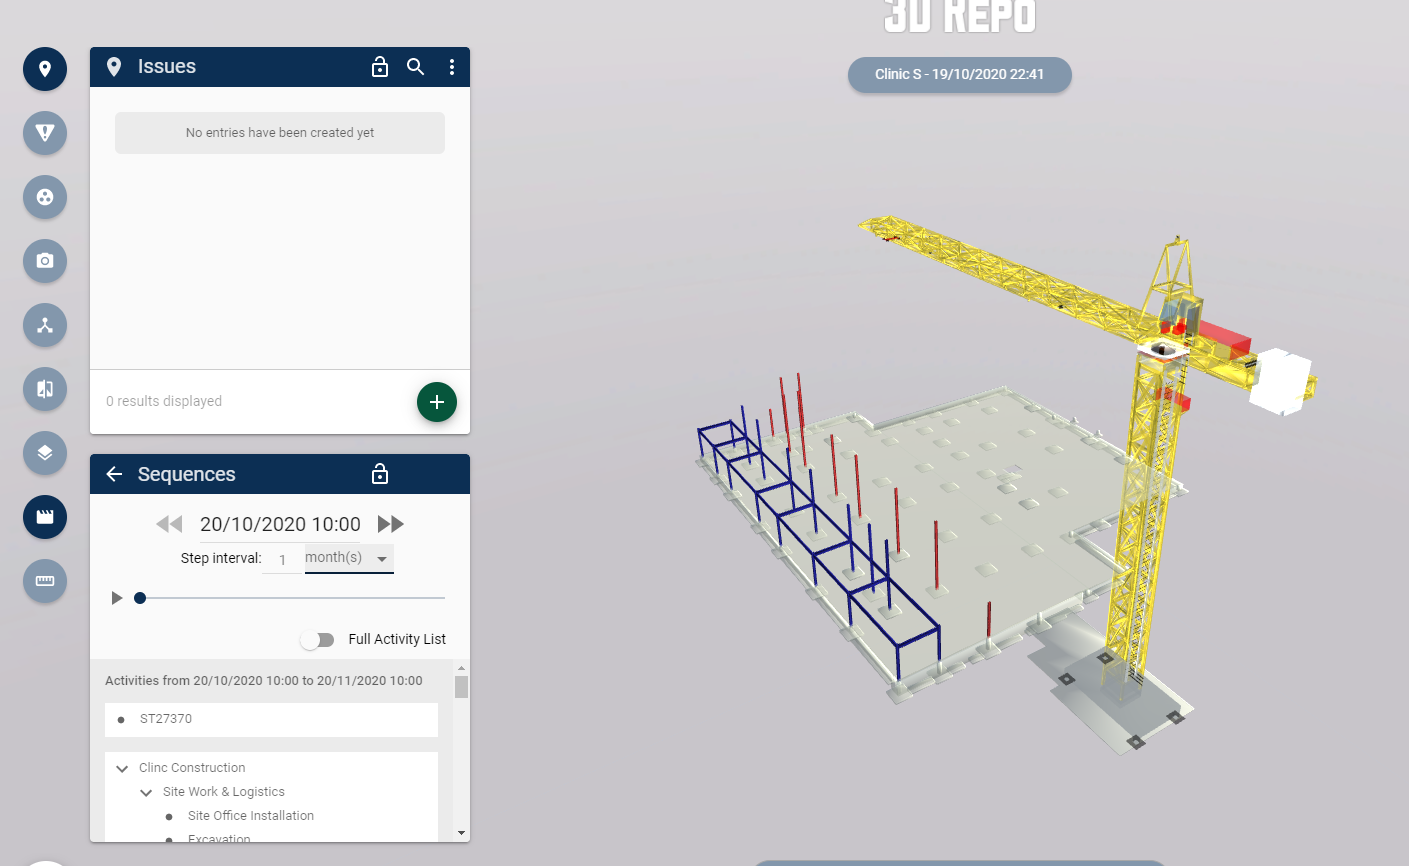 3D REPO
Clinic S - 19/10/2020 22:41
Issues
No entries have been created yet
0 results displayed
Sequences
20/10/2020 10:00
Step interval: 1 month(s)
Full Activity List
Activities from 20/10/2020 10:00 to 20/11/2020 10:00
ST27370
Clinc Construction
Site Work & Logistics
Site Office Installation
Excavation